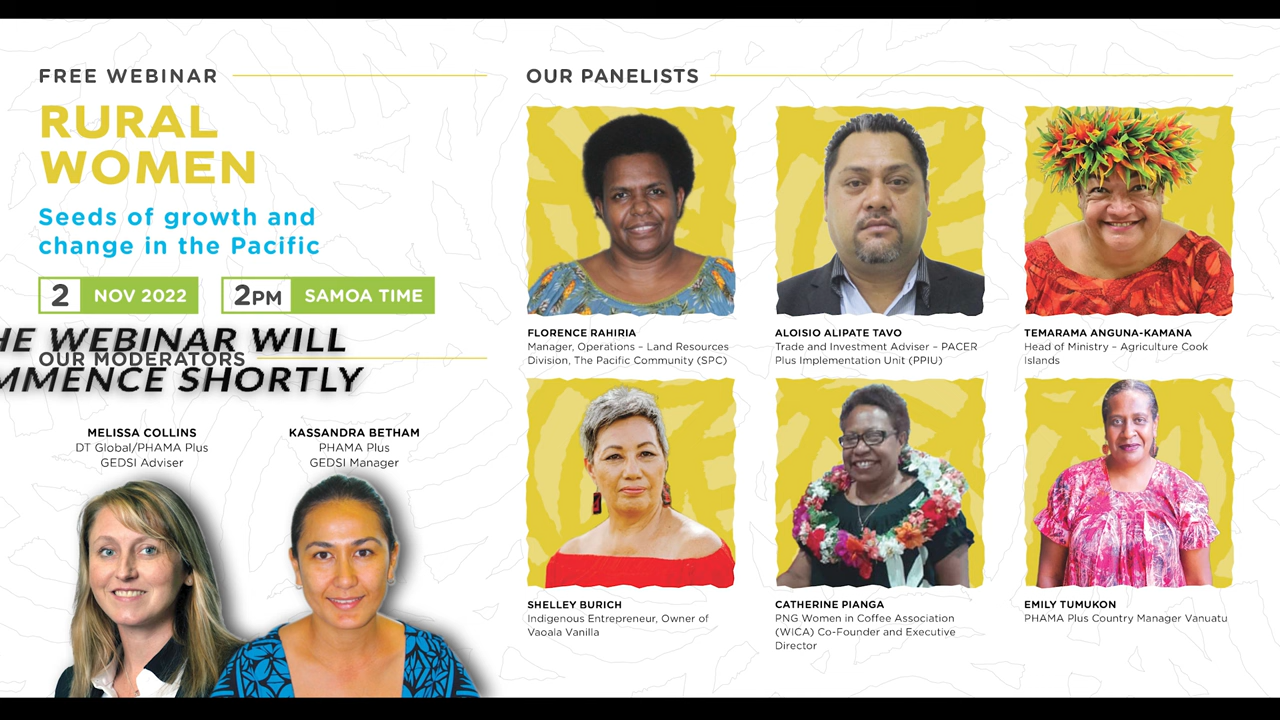 FREE WEBINAR
RURAL
WOMEN
Seeds of growth and
change in the Pacific
2 NOV 2022 2PM SAMOA TIME
HE WEBINAR WILL
OUR MODERATORS
MMENCE SHORTLY
MELISSA COLLINS
DT Global/PHAMA Plus
GEDSI Adviser
KASSANDRA BETHAM
PHAMA Plus
GEDSI Manager
OUR PANELISTS
FLORENCE RAHIRIA
Manager, Operations – Land Resources
Division, The Pacific Community (SPC)
ALOISIO ALIPATE TAVO
Trade and Investment Adviser – PACER
Plus Implementation Unit (PPIU)
TEMARAMA ANGUNA-KAMANA
Head of Ministry – Agriculture Cook
Islands
SHELLEY BURICH
Indigenous Entrepreneur, Owner of
Vaoala Vanilla
CATHERINE PIANGA
PNG Women in Coffee Association
(WICA) Co-Founder and Executive
Director
EMILY TUMUKON
PHAMA Plus Country Manager Vanuatu